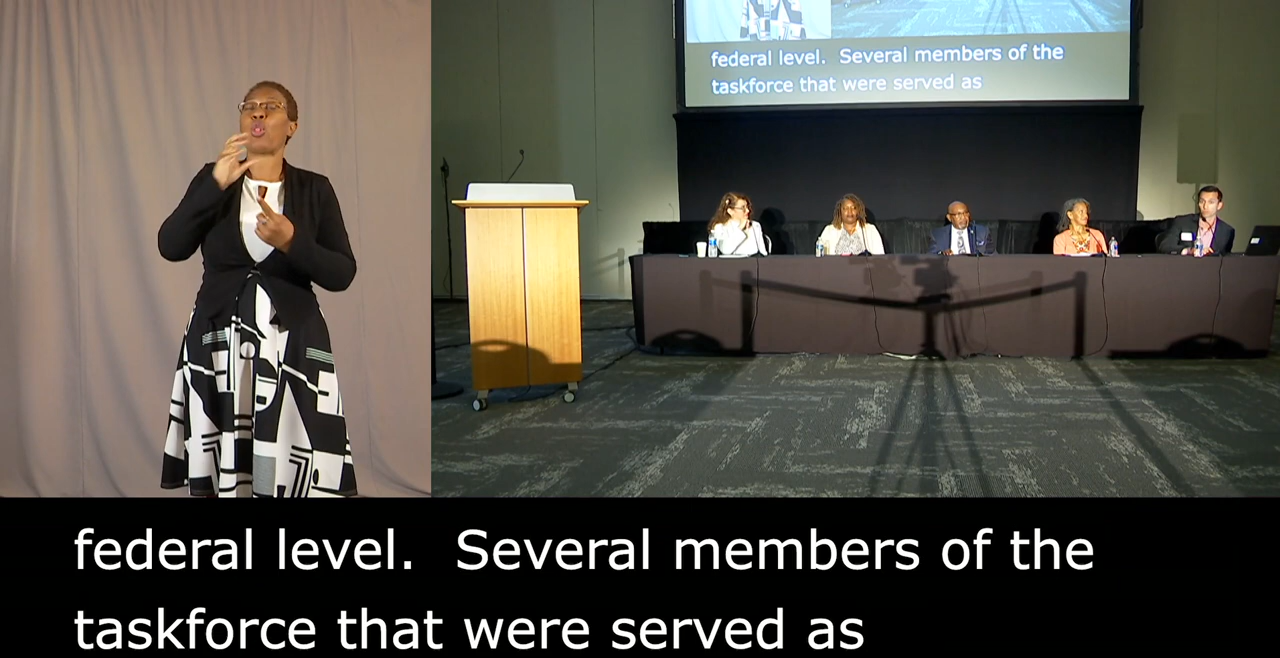 federal level.  Several members of the
taskforce that were served as
federal level.  Several members of the
taskforce that were served as